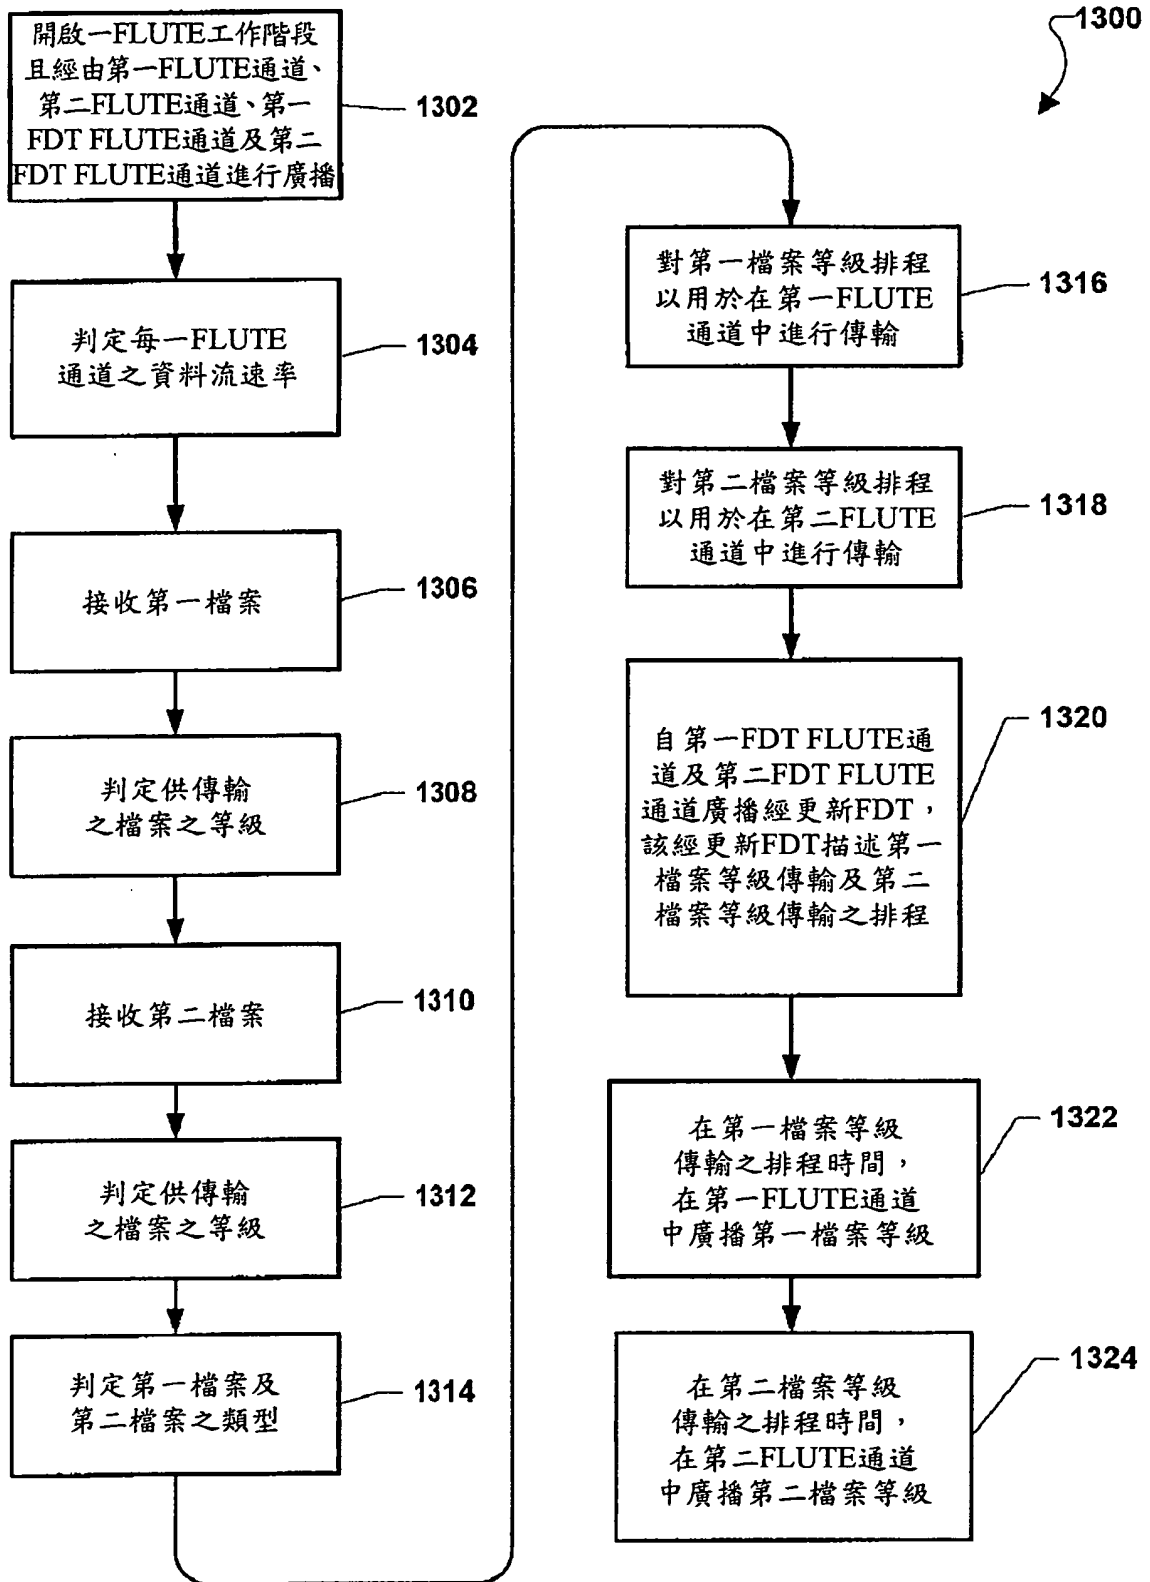 1300
開啟一FLUTE工作階段
且經由第一FLUTE通道、
第二FLUTE通道、第一
FDT FLUTE通道及第二
FDT FLUTE通道進行廣播
1302
判定每一FLUTE
通道之資料流速率
1304
接收第一檔案
1306
判定供傳輸
之檔案之等級
1308
接收第二檔案
1310
判定供傳輸
之檔案之等級
1312
判定第一檔案及
第二檔案之類型
1314
對第一檔案等級排程
以用於在第一FLUTE
通道中進行傳輸
1316
對第二檔案等級排程
以用於在第二FLUTE
通道中進行傳輸
1318
自第一FDT FLUTE通
道及第二FDT FLUTE
通道廣播經更新FDT，
該經更新FDT描述第一
檔案等級傳輸及第二
檔案等級傳輸之排程
1320
在第一檔案等級
傳輸之排程時間，
在第一FLUTE通道
中廣播第一檔案等級
1322
在第二檔案等級
傳輸之排程時間，
在第二FLUTE通道
中廣播第二檔案等級
1324